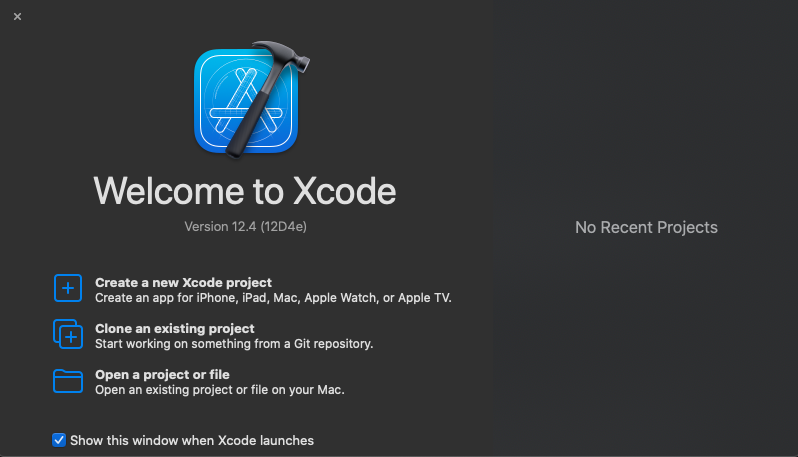 Welcome to Xcode
Version 12.4 (12D4e)
No Recent Projects
Create a new Xcode project
Create an app for iPhone, iPad, Mac, Apple Watch, or Apple TV.
Clone an existing project
Start working on something from a Git repository.
Open a project or file
Open an existing project or file on your Mac.
Show this window when Xcode launches